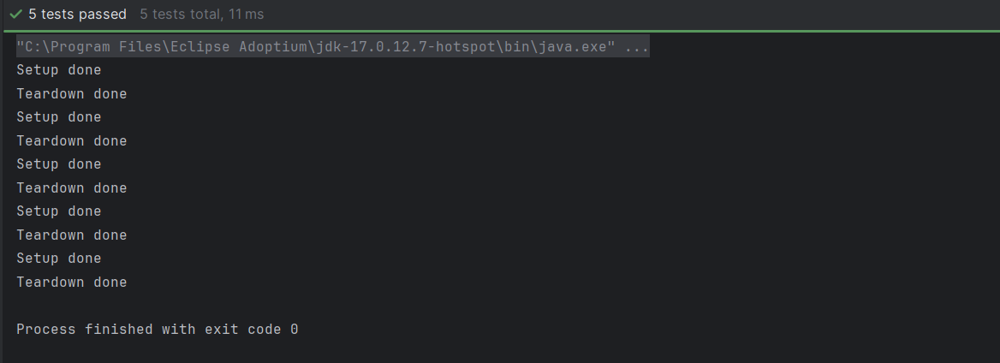 5 tests passed 5 tests total, 11 ms
"C:\Program Files\Eclipse Adoptium\jdk-17.0.12.7-hotspot\bin\java.exe" ...
Setup done
Teardown done
Setup done
Teardown done
Setup done
Teardown done
Setup done
Teardown done
Setup done
Teardown done
Process finished with exit code 0